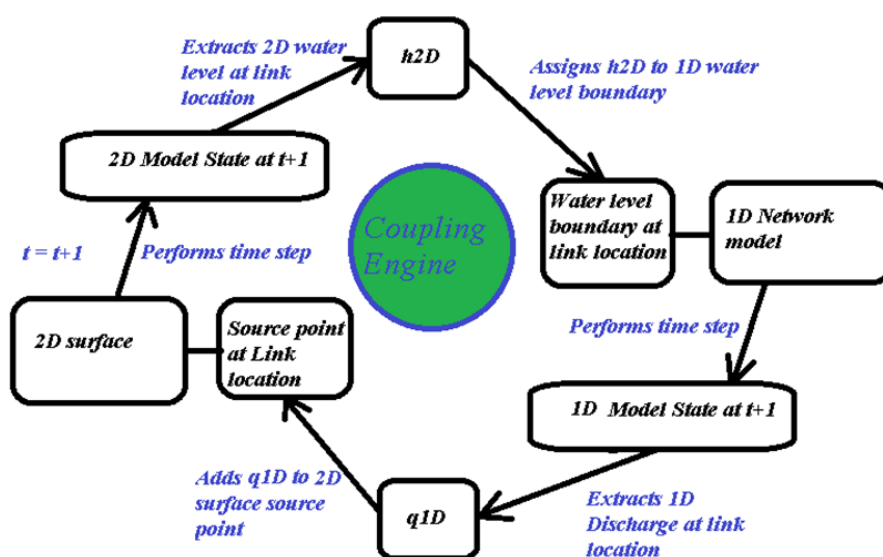 Extracts 2D water
level at link
location
h2D
Assigns h2D to 1D water
level boundary
2D Model State at t+1
Water level
boundary at
link location
1D Network
model
Coupling
Engine
t = t+1
Performs time step
2D surface
Source point
at Link
location
Performs time step
1D Model State at t+1
Adds q1D to 2D
surface source
point
q1D
Extracts 1D
Discharge at link
location